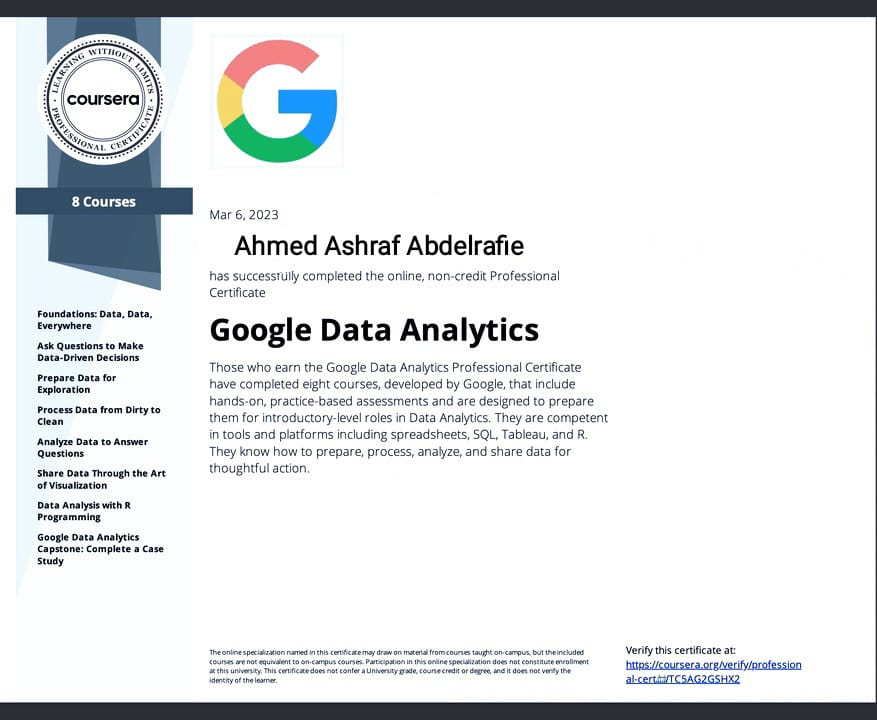 LEARNING WITHOUT LIMITS
coursera
PROFESSIONAL CERTIFICATE
8 Courses
Foundations: Data, Data,
Everywhere
Ask Questions to Make
Data-Driven Decisions
Prepare Data for
Exploration
Process Data from Dirty to
Clean
Analyze Data to Answer
Questions
Share Data Through the Art
of Visualization
Data Analysis with R
Programming
Google Data Analytics
Capstone: Complete a Case
Study
Mar 6, 2023
Ahmed Ashraf Abdelrafie
has successfully completed the online, non-credit Professional
Certificate
Google Data Analytics
Those who earn the Google Data Analytics Professional Certificate
have completed eight courses, developed by Google, that include
hands-on, practice-based assessments and are designed to prepare
them for introductory-level roles in Data Analytics. They are competent
in tools and platforms including spreadsheets, SQL, Tableau, and R.
They know how to prepare, process, analyze, and share data for
thoughtful action.
The online specialization named in this certificate may draw on material from courses taught on-campus, but the included
courses are not equivalent to on-campus courses. Participation in this online specialization does not constitute enrollment
at this university. This certificate does not confer a University grade, course credit or degree, and it does not verify the
identity of the learner.
Verify this certificate at:
https://coursera.org/verify/profession
/TC5AG2GSHX2